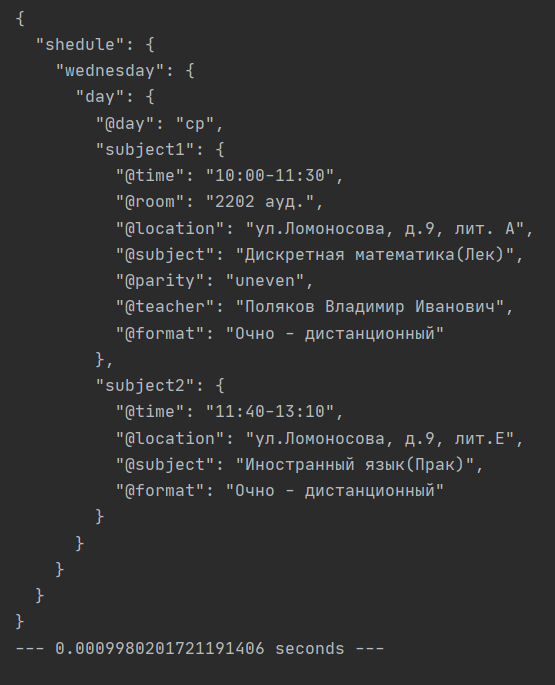 {
  "shedule": {
    "wednesday": {
      "day": {
        "@day": "ср",
        "subject1": {
          "@time": "10:00-11:30",
          "@room": "2202 ауд.",
          "@location": "ул.Ломоносова, д.9, лит. А",
          "@subject": "Дискретная математика(Лек)",
          "@parity": "uneven",
          "@teacher": "Поляков Владимир Иванович",
          "@format": "Очно - дистанционный"
        },
        "subject2": {
          "@time": "11:40-13:10",
          "@location": "ул.Ломоносова, д.9, лит.Е",
          "@subject": "Иностранный язык(Прак)",
          "@format": "Очно - дистанционный"
        }
      }
    }
  }
}
--- 0.0009980201721191406 seconds ---